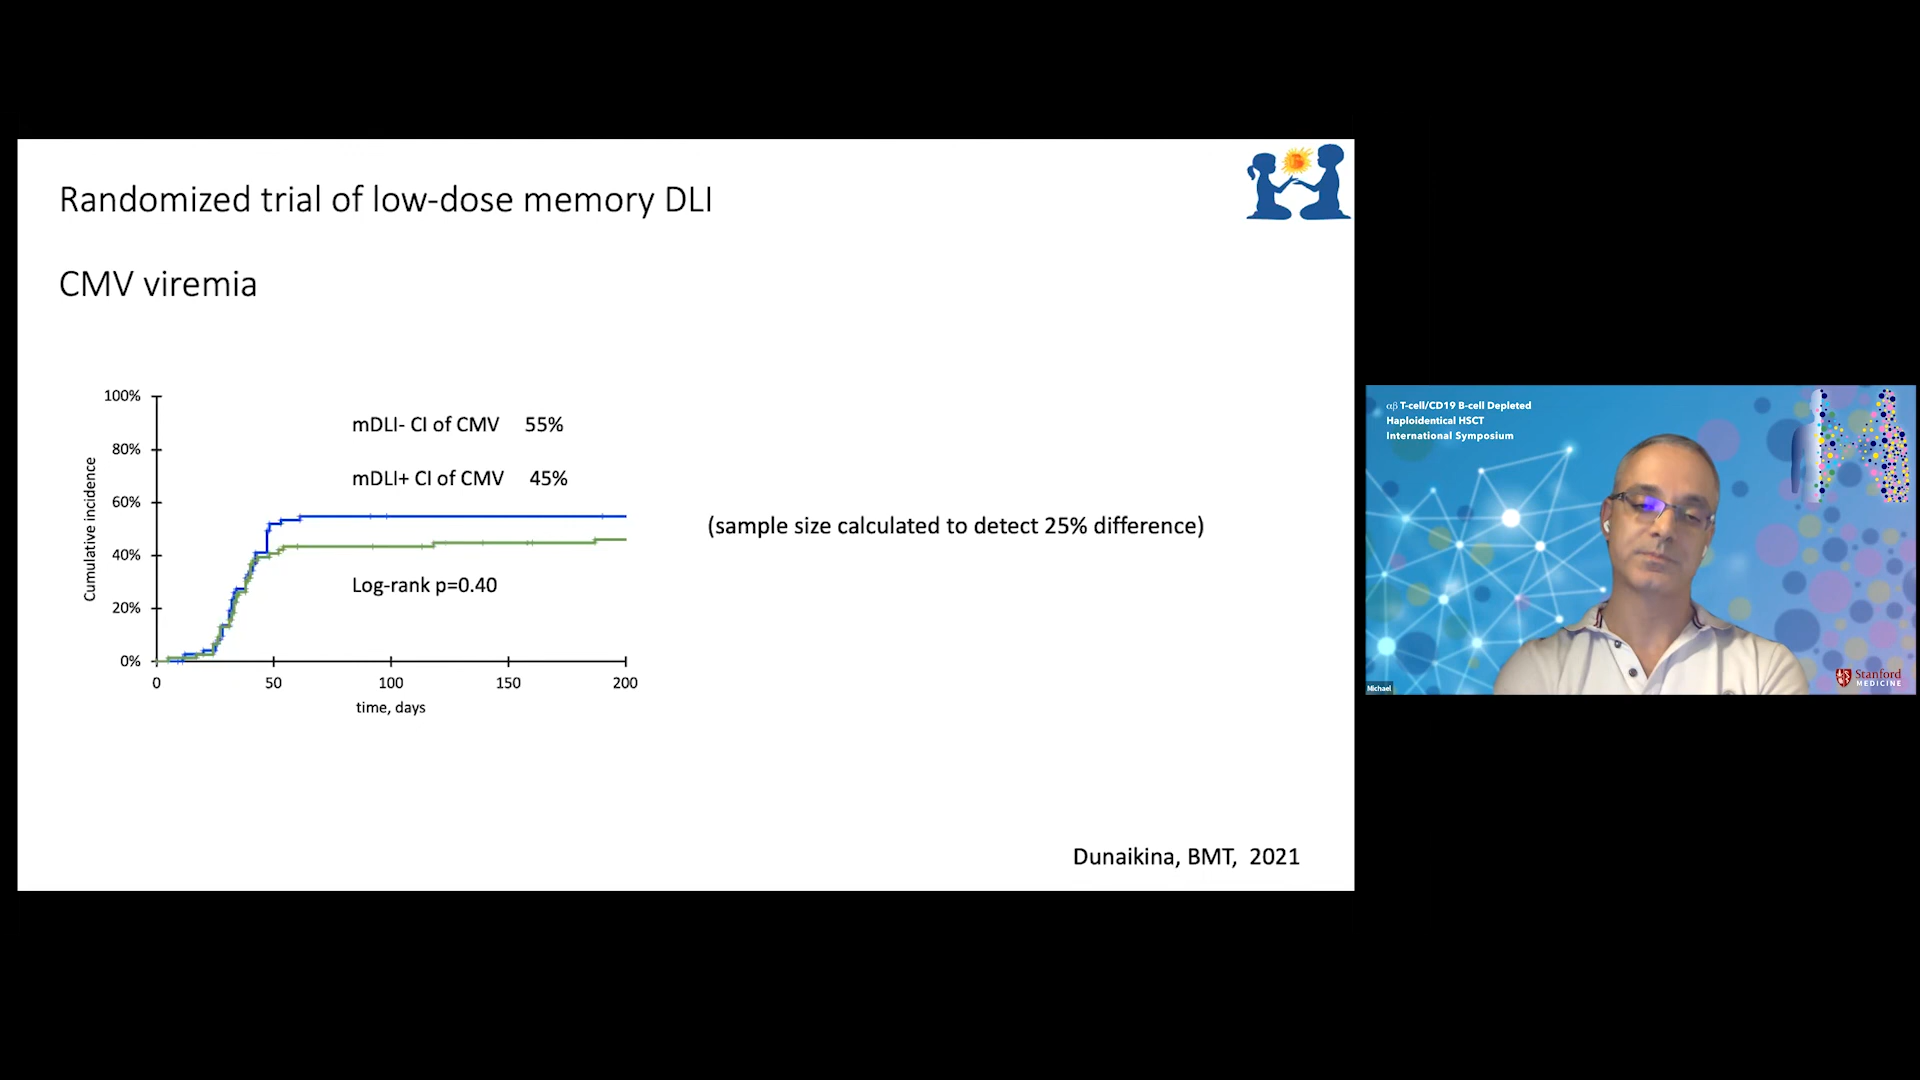 Randomized trial of low-dose memory DLI
CMV viremia
Cumulative incidence
100%
80%
60%
40%
20%
0%
mDLI- CI of CMV 55%
mDLI+ CI of CMV 45%
Log-rank p=0.40
0 50 100 150 200
time, days
(sample size calculated to detect 25% difference)
Dunaikina, BMT, 2021
αβ T-cell/CD19 B-cell Depleted
Haploidentical HSCT
International Symposium
Michael
Stanford
MEDICINE